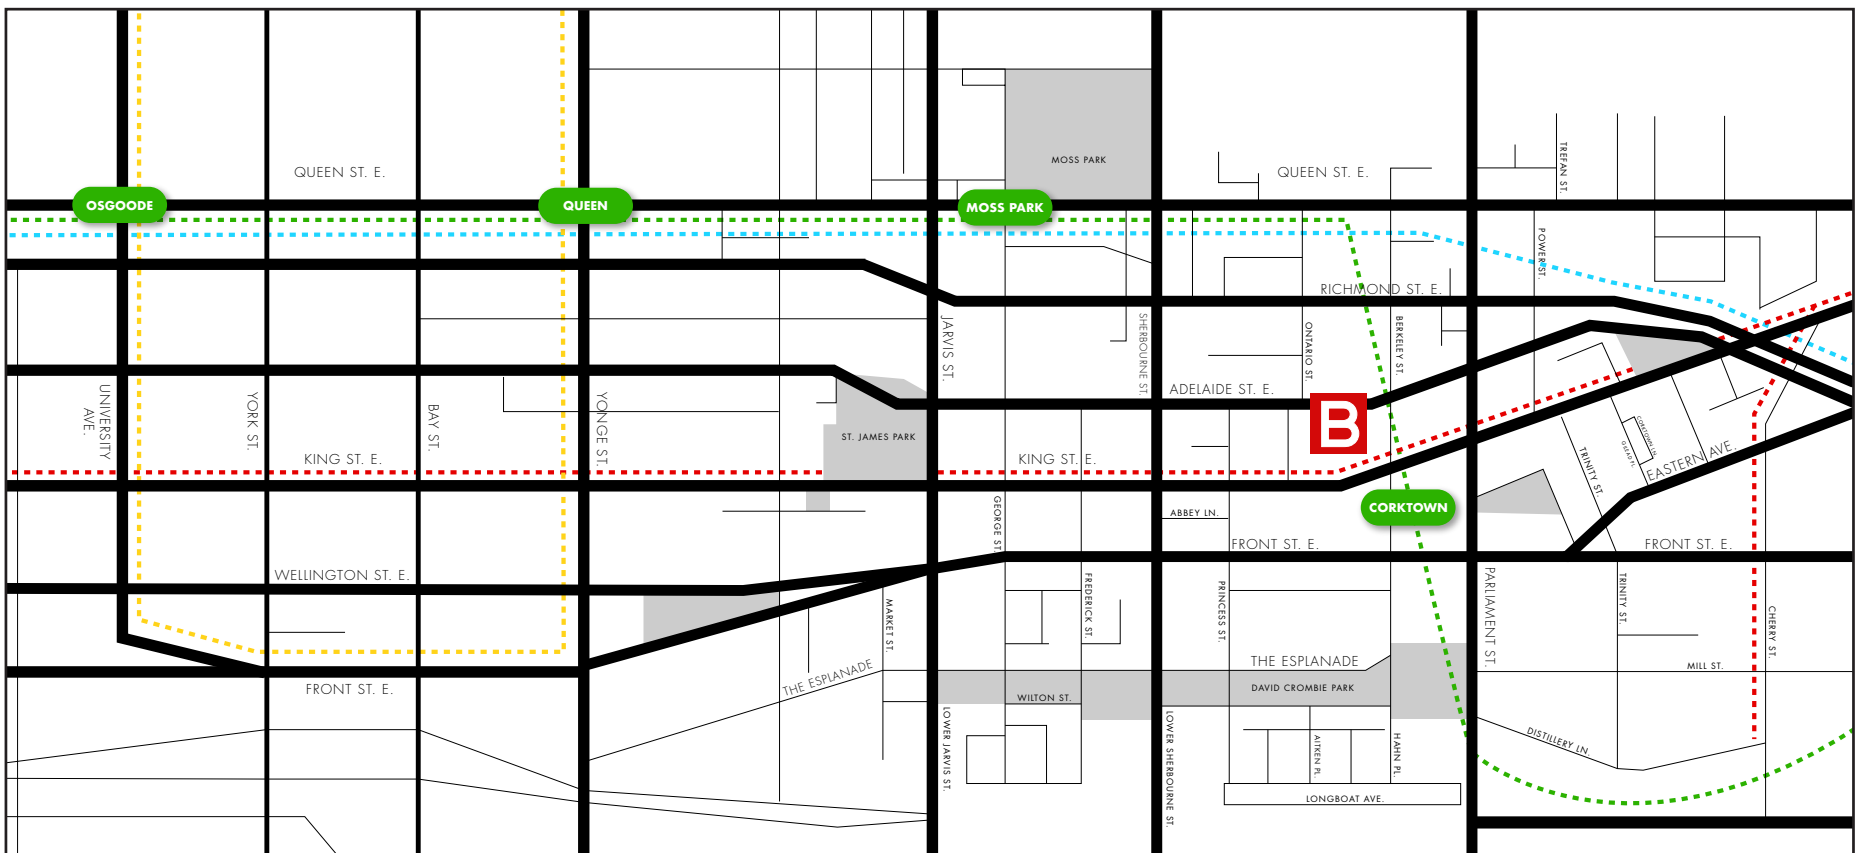 MOSS PARK
TREFAN ST.
QUEEN ST. E.
QUEEN ST. E.
OSGOODE
QUEEN
MOSS PARK
POWER ST.
RICHMOND ST. E.
JARVIS ST.
SHERBOURNE ST.
ONTARIO ST.
BERKELEY ST.
UNIVERSITY
AVE.
YORK ST.
BAY ST.
YONGE ST.
ADELAIDE ST. E.
B
ST. JAMES PARK
KING ST. E.
KING ST. E.
TRINITY ST.
GILEAD PL.
EASTERN AVE.
GEORGE ST.
CORKTOWN
ABBEY LN.
FRONT ST. E.
FRONT ST. E.
WELLINGTON ST. E.
MARKET ST.
FREDERICK ST.
PRINCESS ST.
PARLIAMENT ST.
TRINITY ST.
CHERRY ST.
THE ESPLANADE
THE ESPLANADE
MILL ST.
FRONT ST. E.
WILTON ST.
DAVID CROMBIE PARK
LOWER JARVIS ST.
LOWER SHERBOURNE ST.
AITKEN PL.
HAHN PL.
DISTILLERY LN.
LONGBOAT AVE.